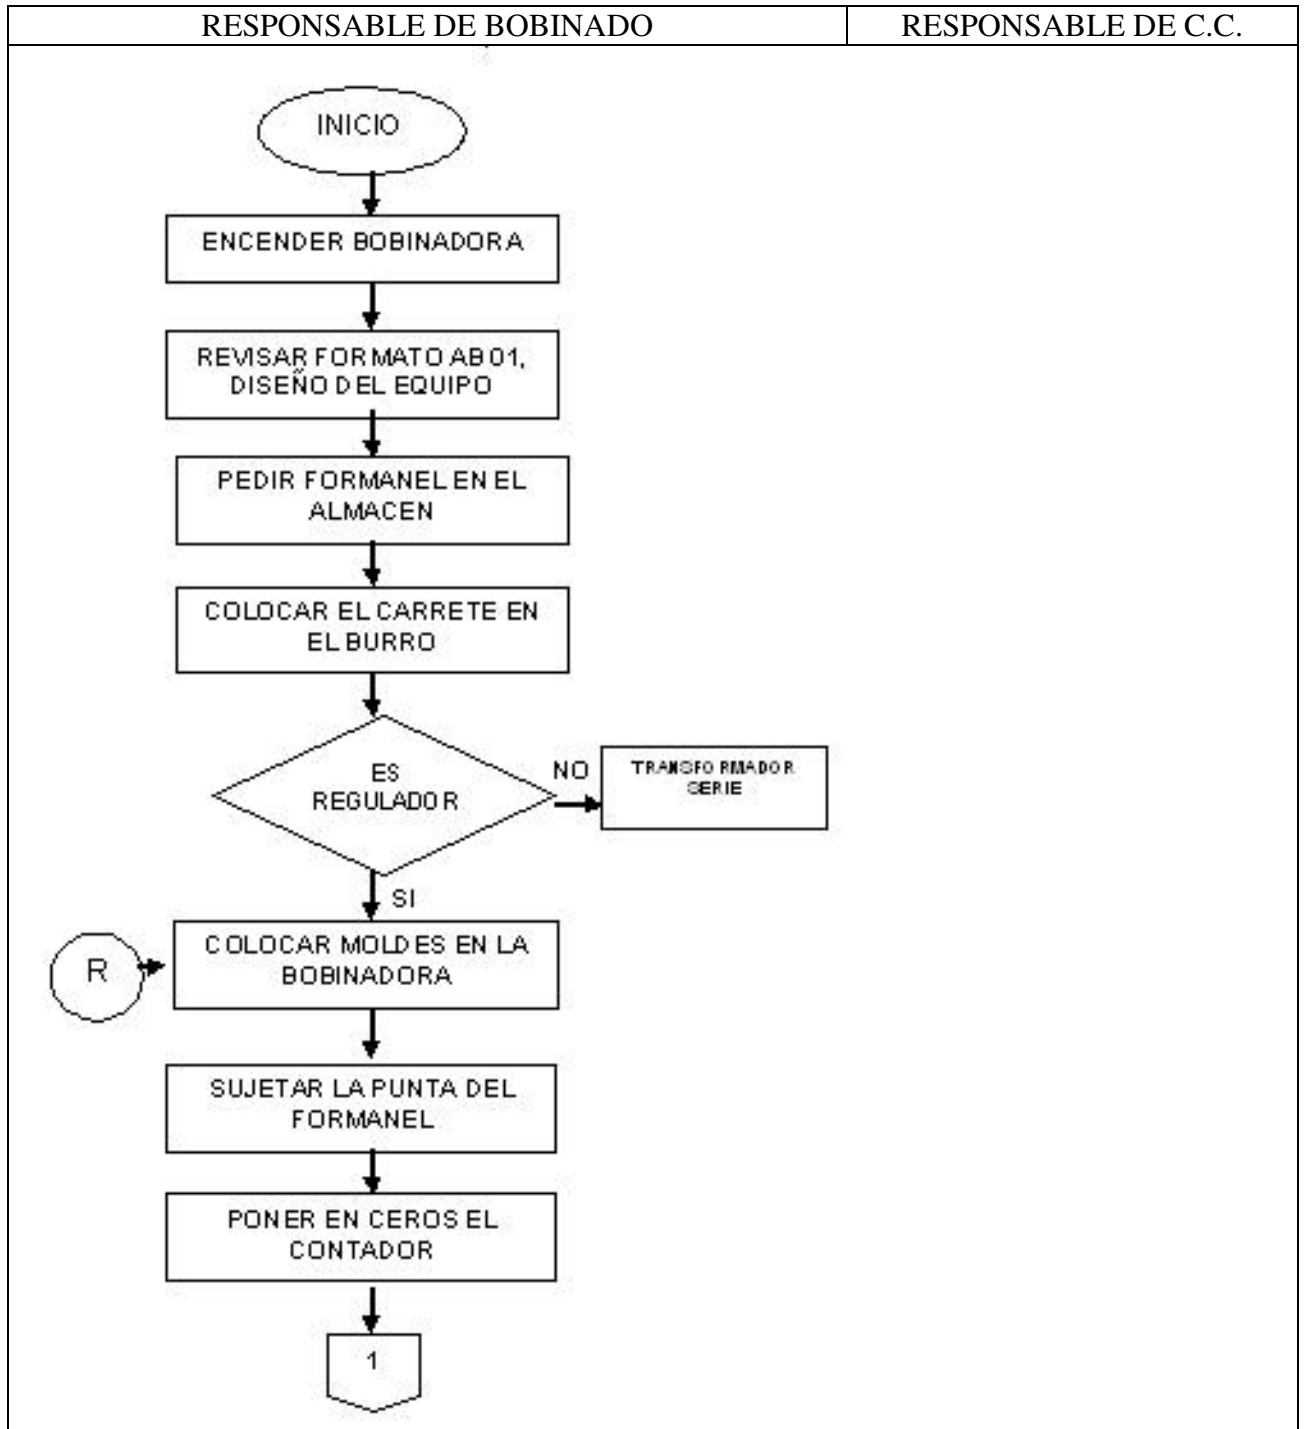 RESPONSABLE DE BOBINADO
RESPONSABLE DE C.C.
INICIO
ENCENDER BOBINADORA
REVISAR FORMATO AB01,
DISEÑO DEL EQUIPO
PEDIR FORMANEL EN EL
ALMACEN
COLOCAR EL CARRETE EN
EL BURRO
ES
REGULADOR
NO
TRANSFORMADOR
SERIE
SI
R
COLOCAR MOLDES EN LA
BOBINADORA
SUJETAR LA PUNTA DEL
FORMANEL
PONER EN CEROS EL
CONTADOR
1